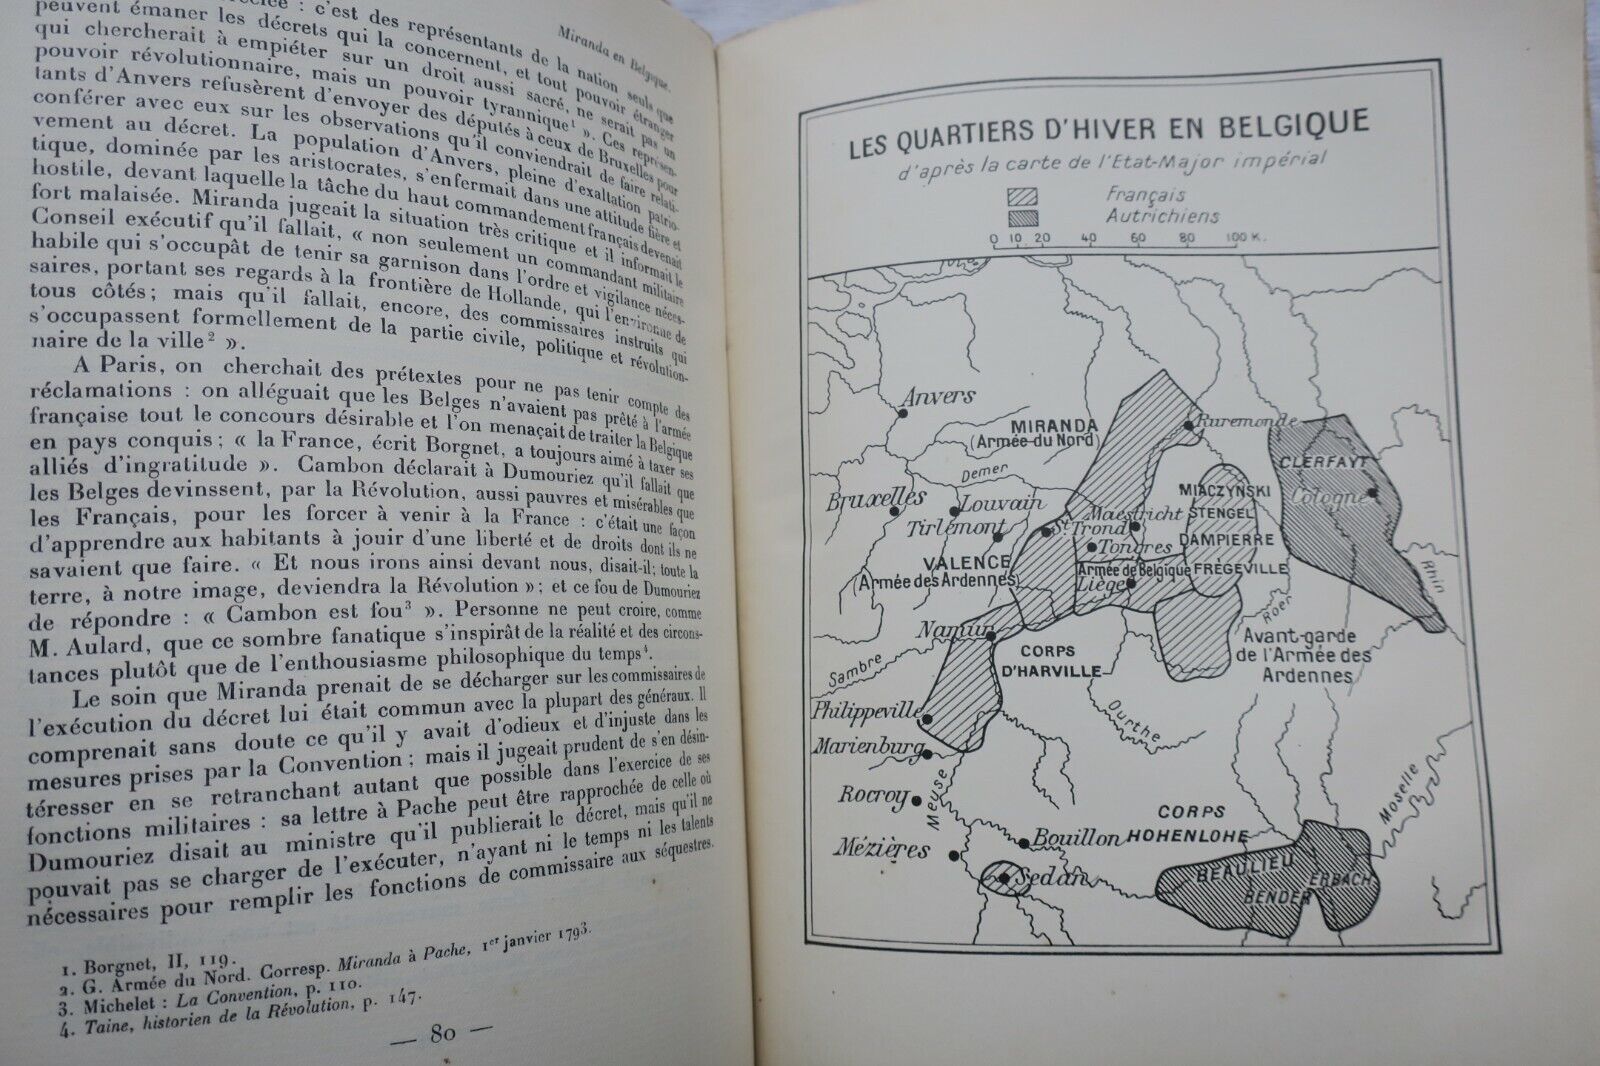 Miranda en Belgique.
: c'est des représentants de la nation seuls que
peuvent émaner les décrets qui la concernent, et tout pouvoir étranger
qui chercherait à empiéter sur un droit aussi sacré, ne serait pas un
pouvoir révolutionnaire, mais un pouvoir tyrannique¹ ». Ces représen-
tants d'Anvers refusèrent d'envoyer des députés à ceux de Bruxelles pour
conférer avec eux sur les observations qu'il conviendrait de faire relati-
vement au décret. La population d'Anvers, pleine d'exaltation patrio-
tique, dominée par les aristocrates, s'enfermait dans une attitude fière et
hostile, devant laquelle la tâche du haut commandement français devenait
fort malaisée. Miranda jugeait la situation très critique et il informait le
Conseil exécutif qu'il fallait, « non seulement un commandant militaire
habile qui s'occupât de tenir sa garnison dans l'ordre et vigilance néces-
saires, portant ses regards à la frontière de Hollande, qui l'environne de
tous côtés; mais qu'il fallait, encore, des commissaires instruits qui
s'occupassent formellement de la partie civile, politique et révolution-
naire de la ville² ».
A Paris, on cherchait des prétextes pour ne pas tenir compte des
réclamations : on alléguait que les Belges n'avaient pas prêté à l'armée
française tout le concours désirable et l'on menaçait de traiter la Belgique
en pays conquis; « la France, écrit Borgnet, a toujours aimé à taxer ses
alliés d'ingratitude ». Cambon déclarait à Dumouriez qu'il fallait que
les Belges devinssent, par la Révolution, aussi pauvres et misérables que
les Français, pour les forcer à venir à la France : c'était une façon
d'apprendre aux habitants à jouir d'une liberté et de droits dont ils ne
savaient que faire. « Et nous irons ainsi devant nous, disait-il; toute la
terre, à notre image, deviendra la Révolution »; et ce fou de Dumouriez
de répondre : « Cambon est fou³ ». Personne ne peut croire, comme
M. Aulard, que ce sombre fanatique s'inspirât de la réalité et des circons-
tances plutôt que de l'enthousiasme philosophique du temps⁴.
Le soin que Miranda prenait de se décharger sur les commissaires de
l'exécution du décret lui était commun avec la plupart des généraux. Il
comprenait sans doute ce qu'il y avait d'odieux et d'injuste dans les
mesures prises par la Convention; mais il jugeait prudent de s'en désin-
téresser en se retranchant autant que possible dans l'exercice de ses
fonctions militaires : sa lettre à Pache peut être rapprochée de celle où
Dumouriez disait au ministre qu'il publierait le décret, mais qu'il ne
pouvait pas se charger de l'exécuter, n'ayant ni le temps ni les talents
nécessaires pour remplir les fonctions de commissaire aux séquestres.
1. Borgnet, II, 119.
2. G. Armée du Nord. Corresp. Miranda à Pache, 1er janvier 1793.
3. Michelet : La Convention, p. 110.
4. Taine, historien de la Révolution, p. 147.
— 80 —
LES QUARTIERS D'HIVER EN BELGIQUE
d'après la carte de l'Etat-Major impérial
Français
Autrichiens
0 10 20 40 60 80 100 K.
Anvers
Ruremonde
MIRANDA
(Armée du Nord)
CLERFAYT
Demer
Cologne
Bruxelles
Louvain
MIACZYNSKI
Maestricht
STENGEL
Tirlemont
St Trond
DAMPIERRE
Tongres
VALENCE
Armée de Belgique
FRÉGEVILLE
(Armée des Ardennes)
Liège
Rhin
Roer
Namur
Avant-garde
de l'Armée des
Ardennes
CORPS
D'HARVILLE
Sambre
Philippeville
Ourthe
Marienburg
Meuse
Moselle
Rocroy
CORPS
HOHENLOHE
Bouillon
Mézières
BEAULIEU
Sedan
ERBACH
BENDER